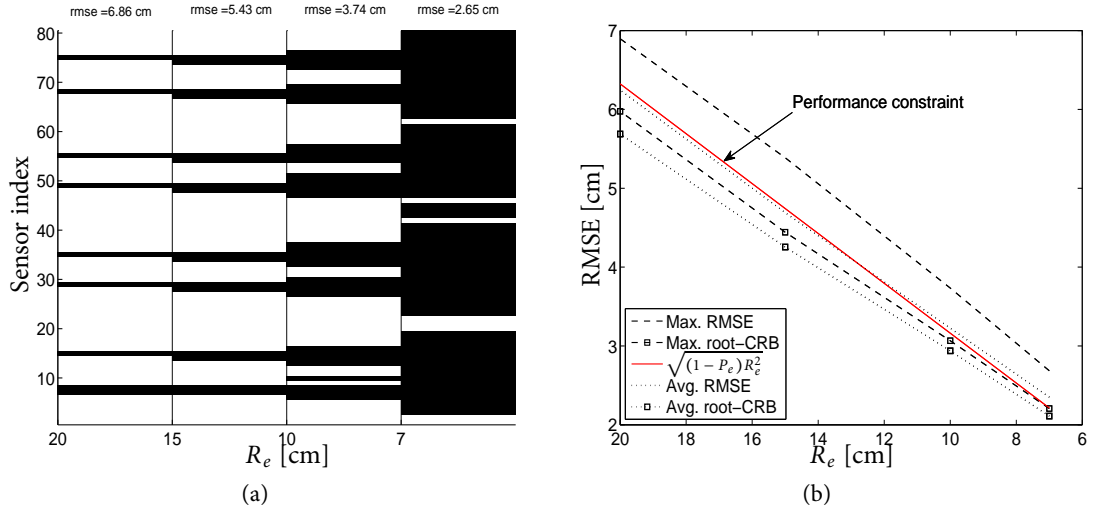 rmse =6.86 cm rmse =5.43 cm rmse =3.74 cm rmse =2.65 cm
80
70
60
50
40
30
20
10
Sensor index
20 15 10 7
R_e [cm]
(a)
7
6
5
4
3
2
RMSE [cm]
Performance constraint
Max. RMSE
Max. root−CRB
√(1 − P_e)R_e^2
Avg. RMSE
Avg. root−CRB
20 18 16 14 12 10 8 6
R_e [cm]
(b)